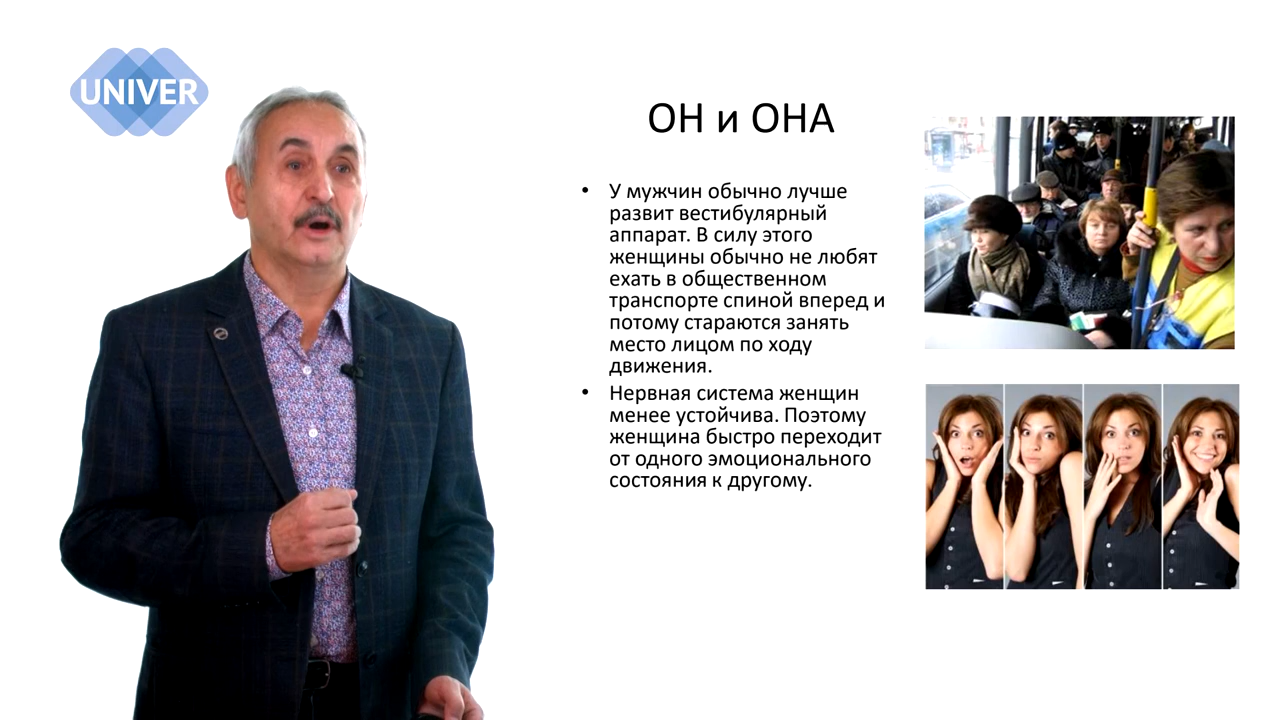 UNIVER
ОН и ОНА
• У мужчин обычно лучше
развит вестибулярный
аппарат. В силу этого
женщины обычно не любят
ехать в общественном
транспорте спиной вперед и
потому стараются занять
место лицом по ходу
движения.
• Нервная система женщин
менее устойчива. Поэтому
женщина быстро переходит
от одного эмоционального
состояния к другому.